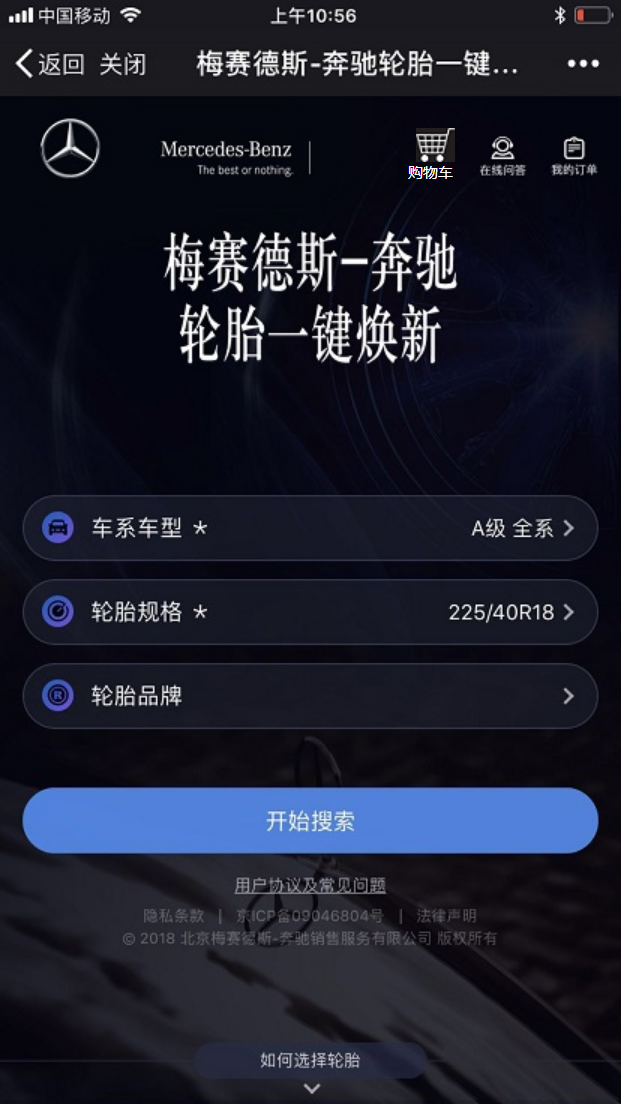 中国移动 上午10:56
返回 关闭 梅赛德斯-奔驰轮胎一键...
Mercedes-Benz
The best or nothing.
购物车 在线问答 我的订单
梅赛德斯-奔驰
轮胎一键焕新
车系车型 * A级 全系
轮胎规格 * 225/40R18
轮胎品牌
开始搜索
用户协议及常见问题
隐私条款 | 京ICP备09046804号 | 法律声明
© 2018 北京梅赛德斯-奔驰销售服务有限公司 版权所有
如何选择轮胎